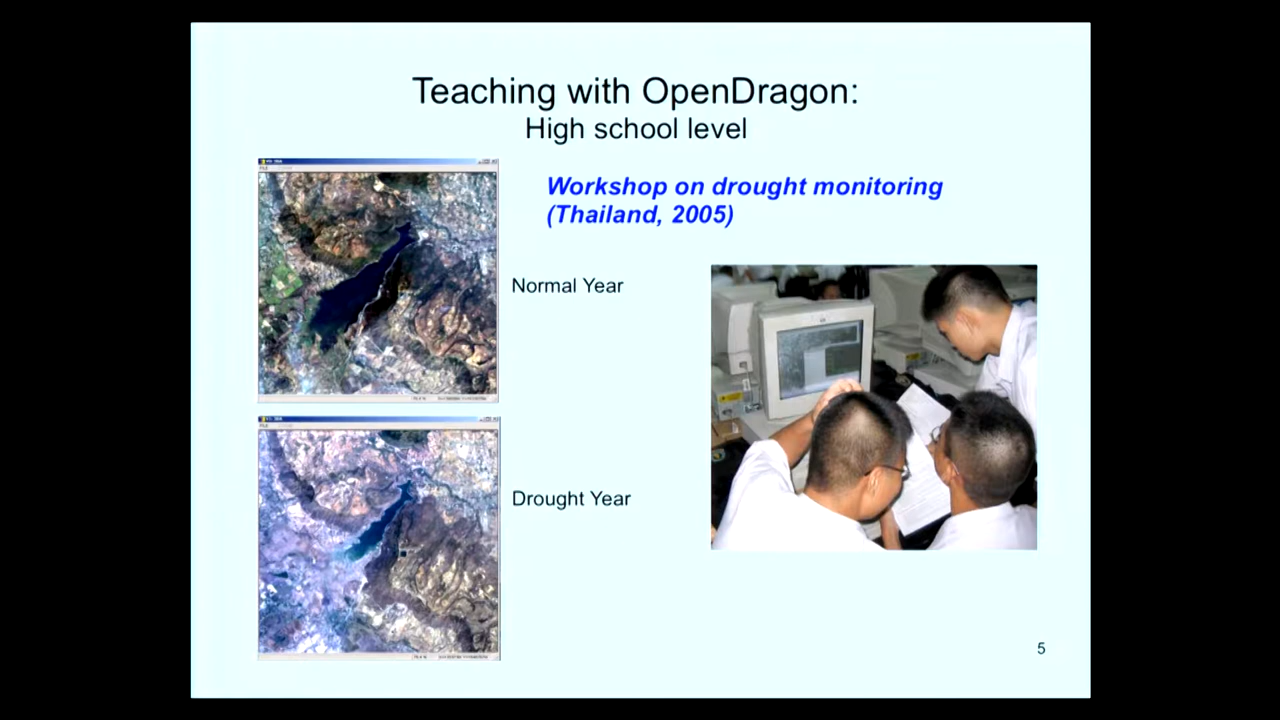 Teaching with OpenDragon:
High school level
Workshop on drought monitoring
(Thailand, 2005)
Normal Year
Drought Year
5